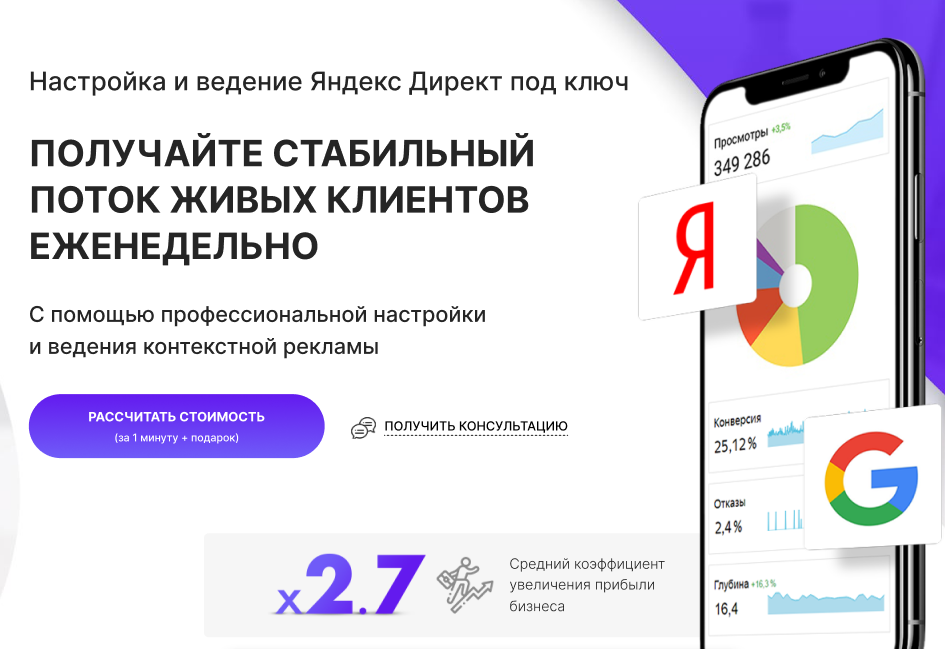 Настройка и ведение Яндекс Директ под ключ
ПОЛУЧАЙТЕ СТАБИЛЬНЫЙ
ПОТОК ЖИВЫХ КЛИЕНТОВ
ЕЖЕНЕДЕЛЬНО
С помощью профессиональной настройки
и ведения контекстной рекламы
РАССЧИТАТЬ СТОИМОСТЬ
(за 1 минуту + подарок)
ПОЛУЧИТЬ КОНСУЛЬТАЦИЮ
x2.7
Средний коэффициент
увеличения прибыли
бизнеса
Просмотры +3,5%
349 286
Я
Конверсия
25,12 %
G
Отказы
2,4 %
Глубина +16,3 %
16,4